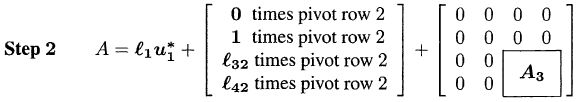 Step 2 A = ℓ₁u₁* + [ 0 times pivot row 2 ] + [ 0 0 0 0 ]
1 times pivot row 2 0 0 0 0
ℓ₃₂ times pivot row 2 0 0 A₃
ℓ₄₂ times pivot row 2 0 0